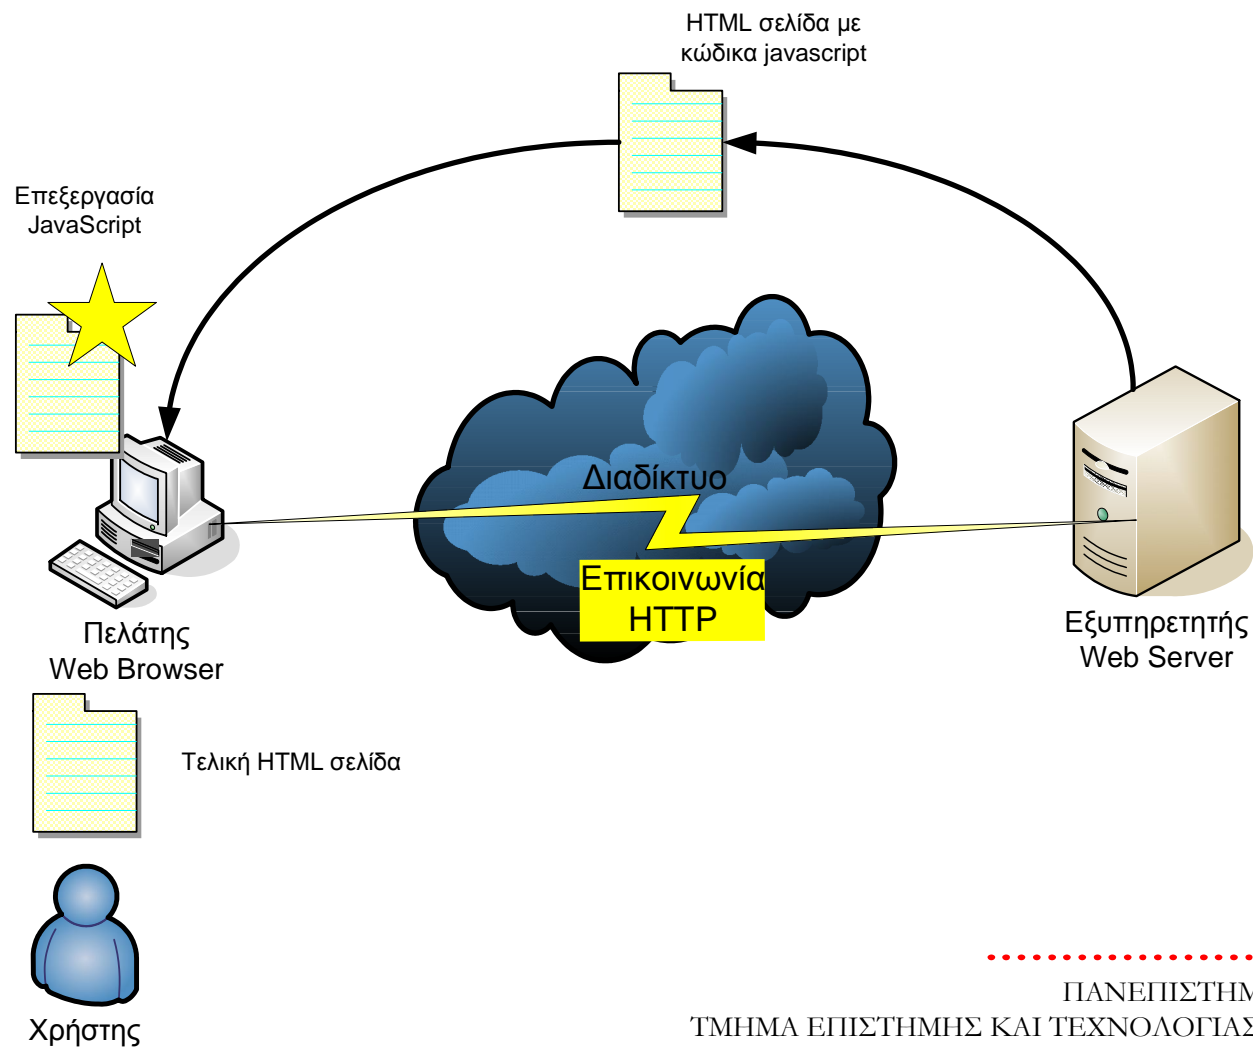 HTML σελίδα με
κώδικα javascript
Επεξεργασία
JavaScript
Διαδίκτυο
Επικοινωνία
HTTP
Πελάτης
Web Browser
Εξυπηρετητής
Web Server
Τελική HTML σελίδα
Χρήστης
ΠΑΝΕΠΙΣΤΗΜ
ΤΜΗΜΑ ΕΠΙΣΤΗΜΗΣ ΚΑΙ ΤΕΧΝΟΛΟΓΙΑΣ